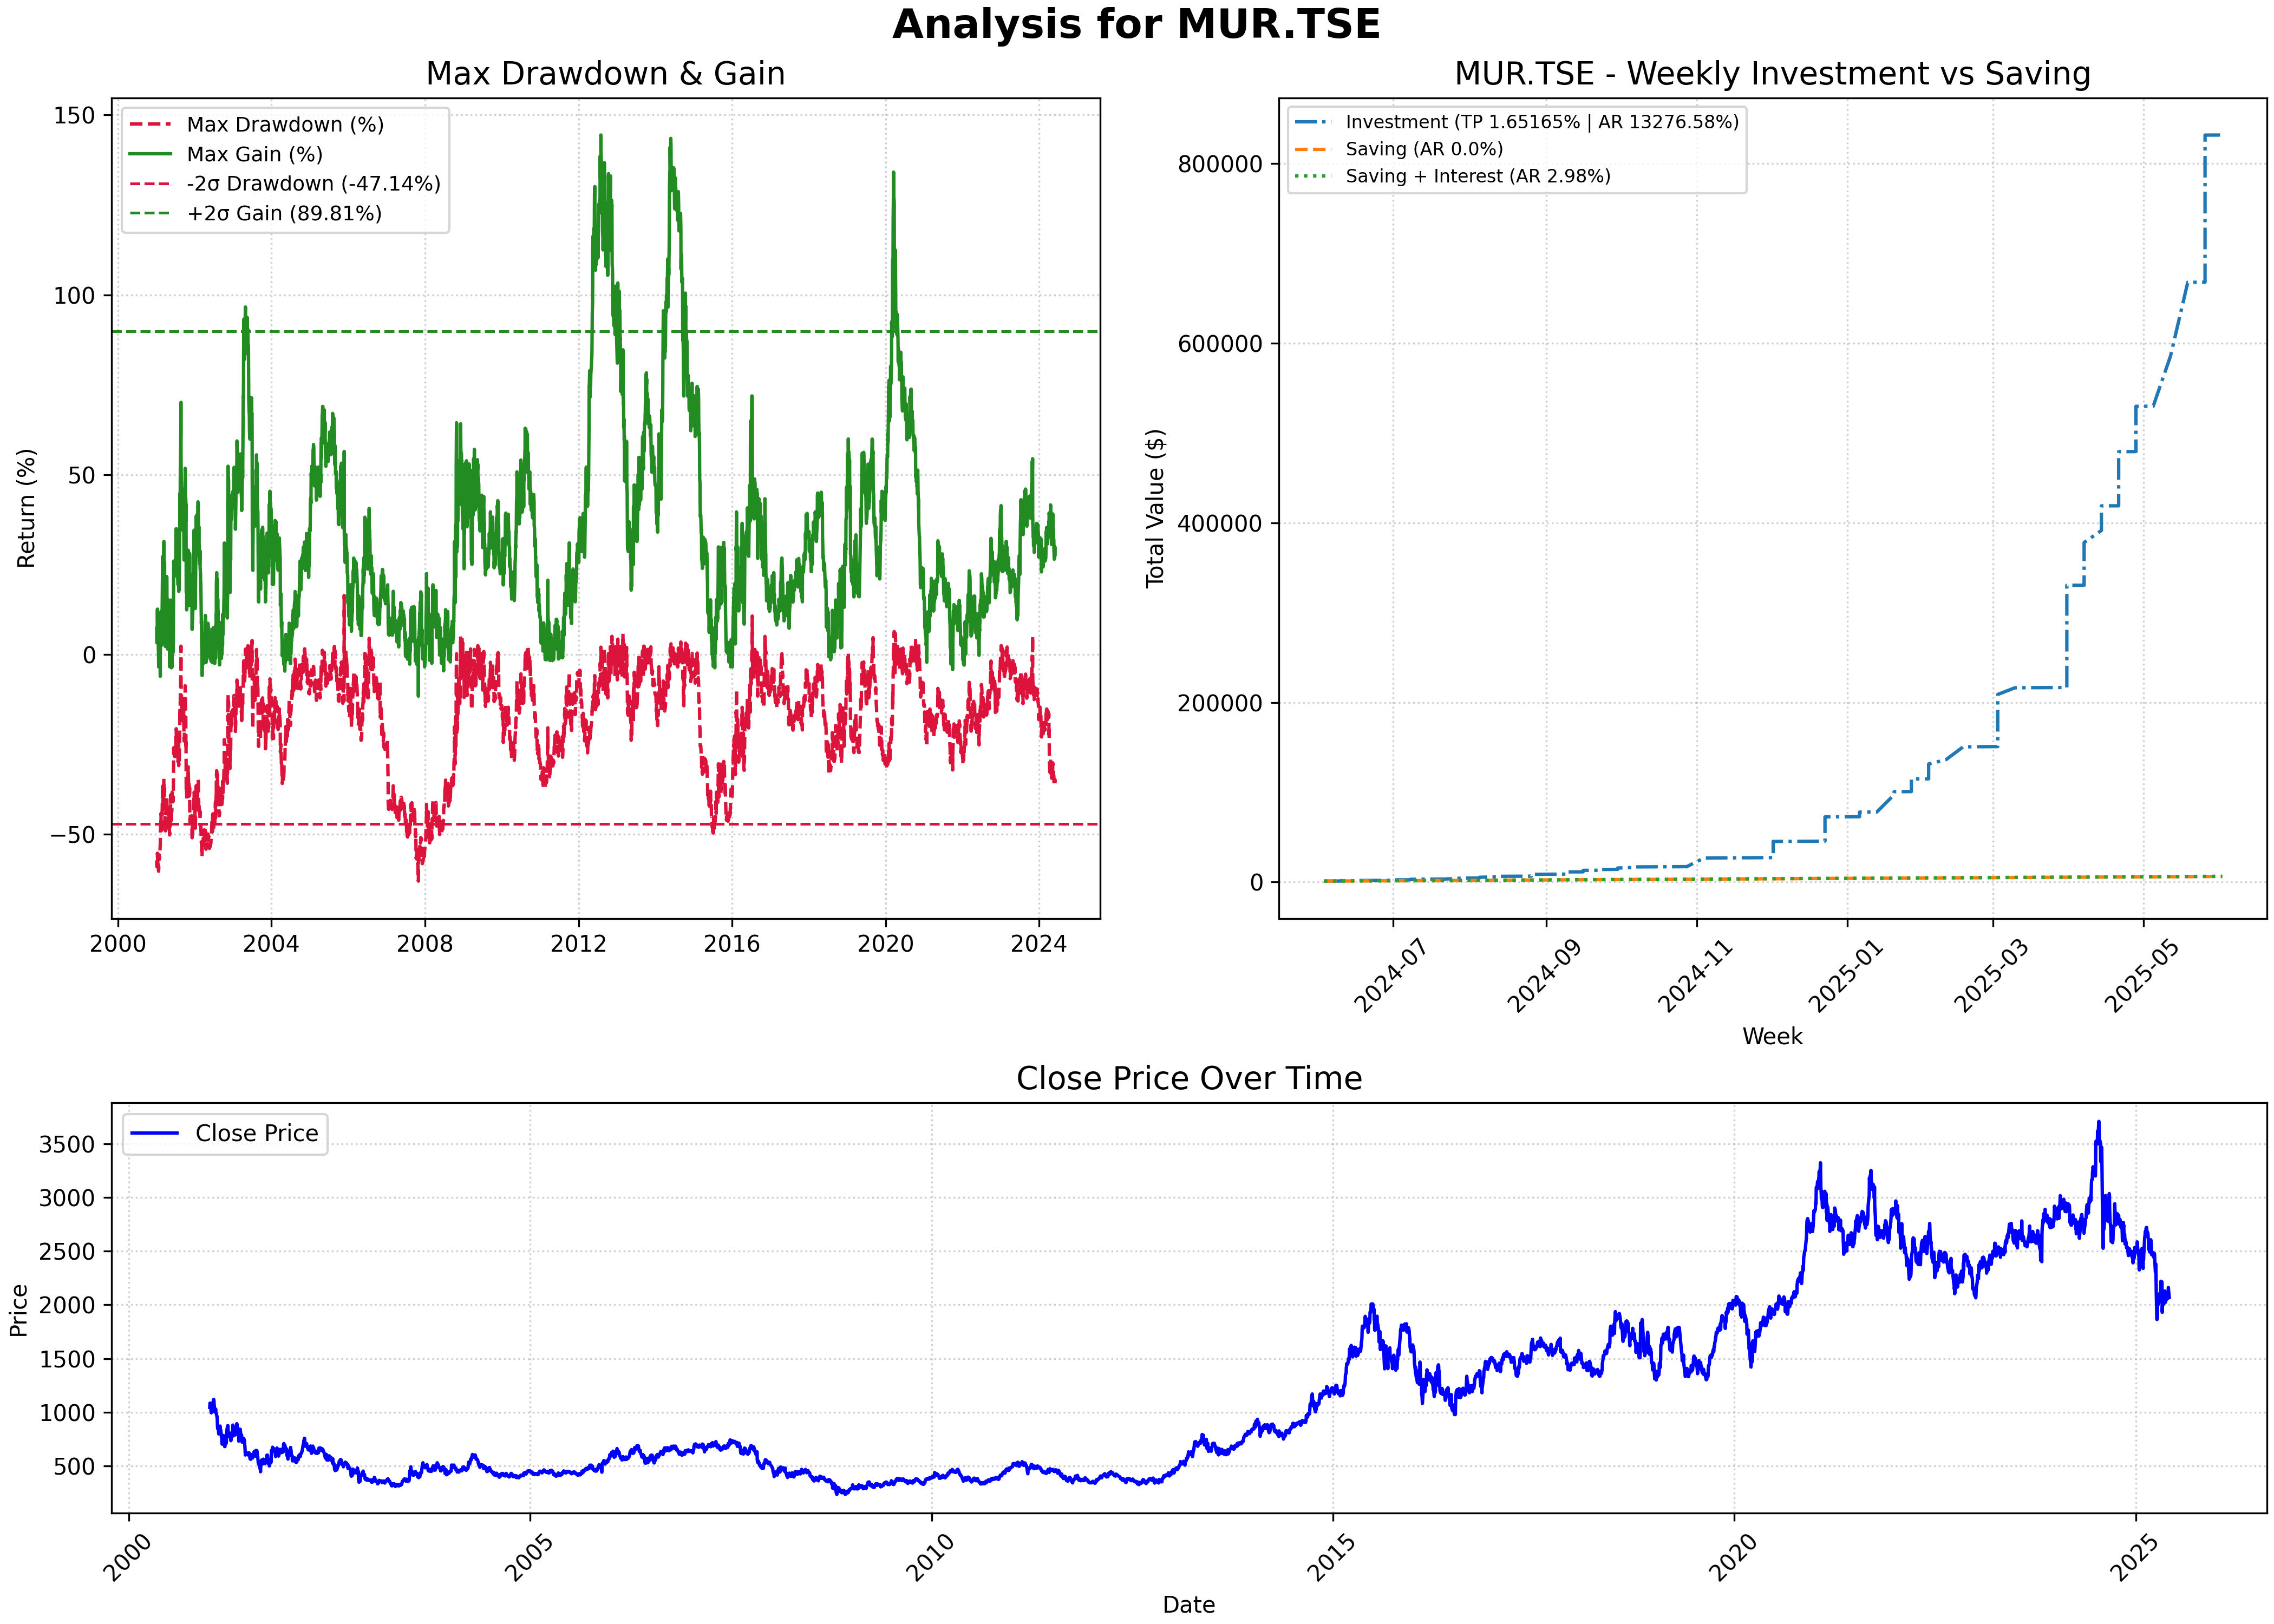 Analysis for MUR.TSE
Max Drawdown & Gain
Max Drawdown (%)
Max Gain (%)
-2σ Drawdown (-47.14%)
+2σ Gain (89.81%)
Return (%)
150
100
50
0
−50
2000 2004 2008 2012 2016 2020 2024
MUR.TSE - Weekly Investment vs Saving
Investment (TP 1.65165% | AR 13276.58%)
Saving (AR 0.0%)
Saving + Interest (AR 2.98%)
Total Value ($)
800000
600000
400000
200000
0
2024-07 2024-09 2024-11 2025-01 2025-03 2025-05
Week
Close Price Over Time
Close Price
Price
3500
3000
2500
2000
1500
1000
500
2000 2005 2010 2015 2020 2025
Date